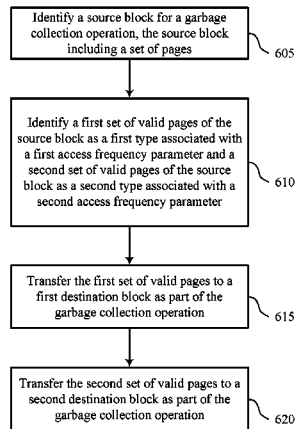 Identify a source block for a garbage
collection operation, the source block
including a set of pages
605
Identify a first set of valid pages of the
source block as a first type associated with
a first access frequency parameter and a
second set of valid pages of the source
block as a second type associated with a
second access frequency parameter
610
Transfer the first set of valid pages to a
first destination block as part of the
garbage collection operation
615
Transfer the second set of valid pages to a
second destination block as part of the
garbage collection operation
620